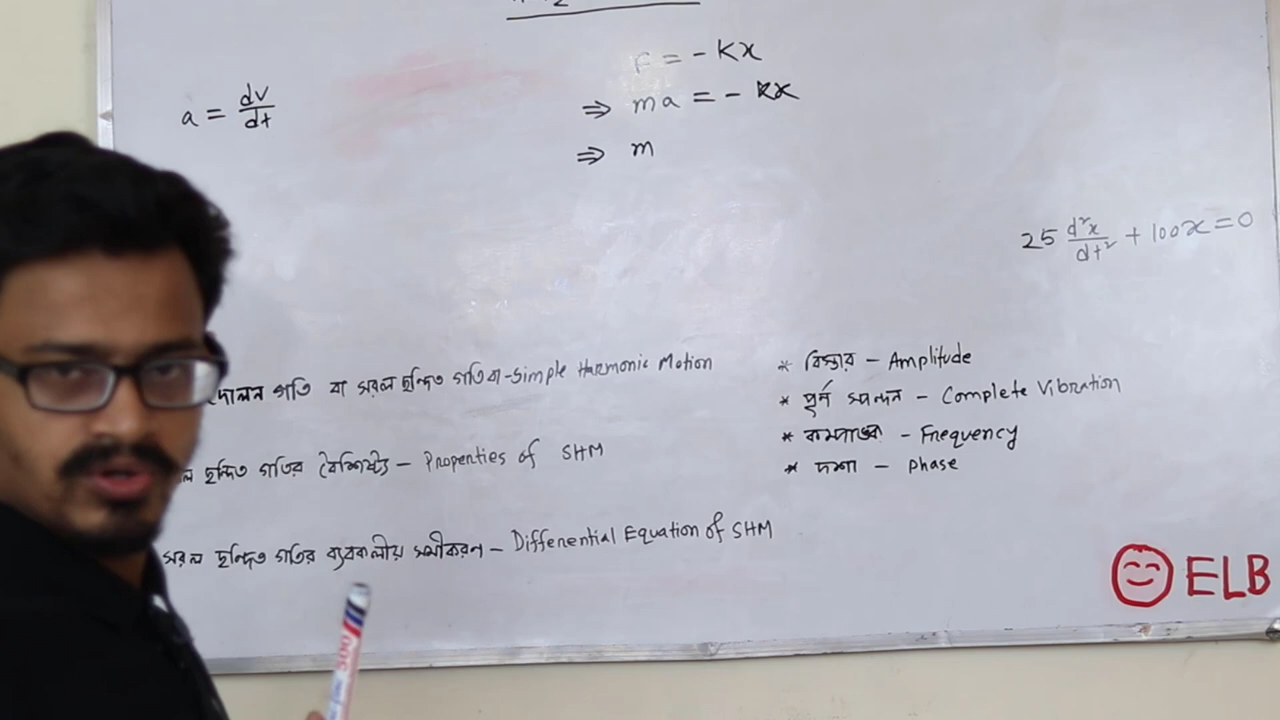 F = - Kx
a = dv/dt
⇒ ma = - kx
⇒ m
25 d²x/dt² + 100x = 0
গতি বা সরল ছন্দিত গতি বা - Simple Harmonic Motion
ছন্দিত গতির বৈশিষ্ট্য - Properties of SHM
সরল ছন্দিত গতির ব্যবকলনীয় সমীকরণ - Differential Equation of SHM
* বিস্তার - Amplitude
* পূর্ণ স্পন্দন - Complete Vibration
* কম্পাঙ্ক - Frequency
* দশা - phase
ELB
500